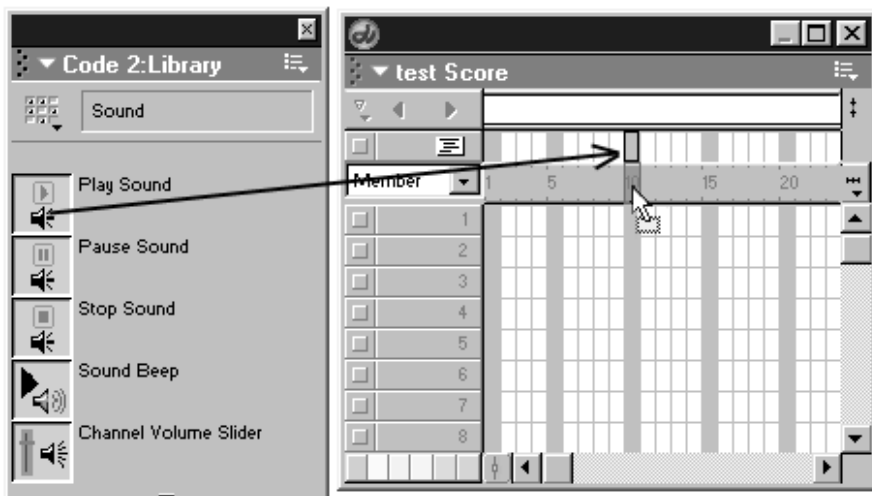 Code 2:Library
Sound
Play Sound
Pause Sound
Stop Sound
Sound Beep
Channel Volume Slider
test Score
Member
1 5 10 15 20
1
2
3
4
5
6
7
8